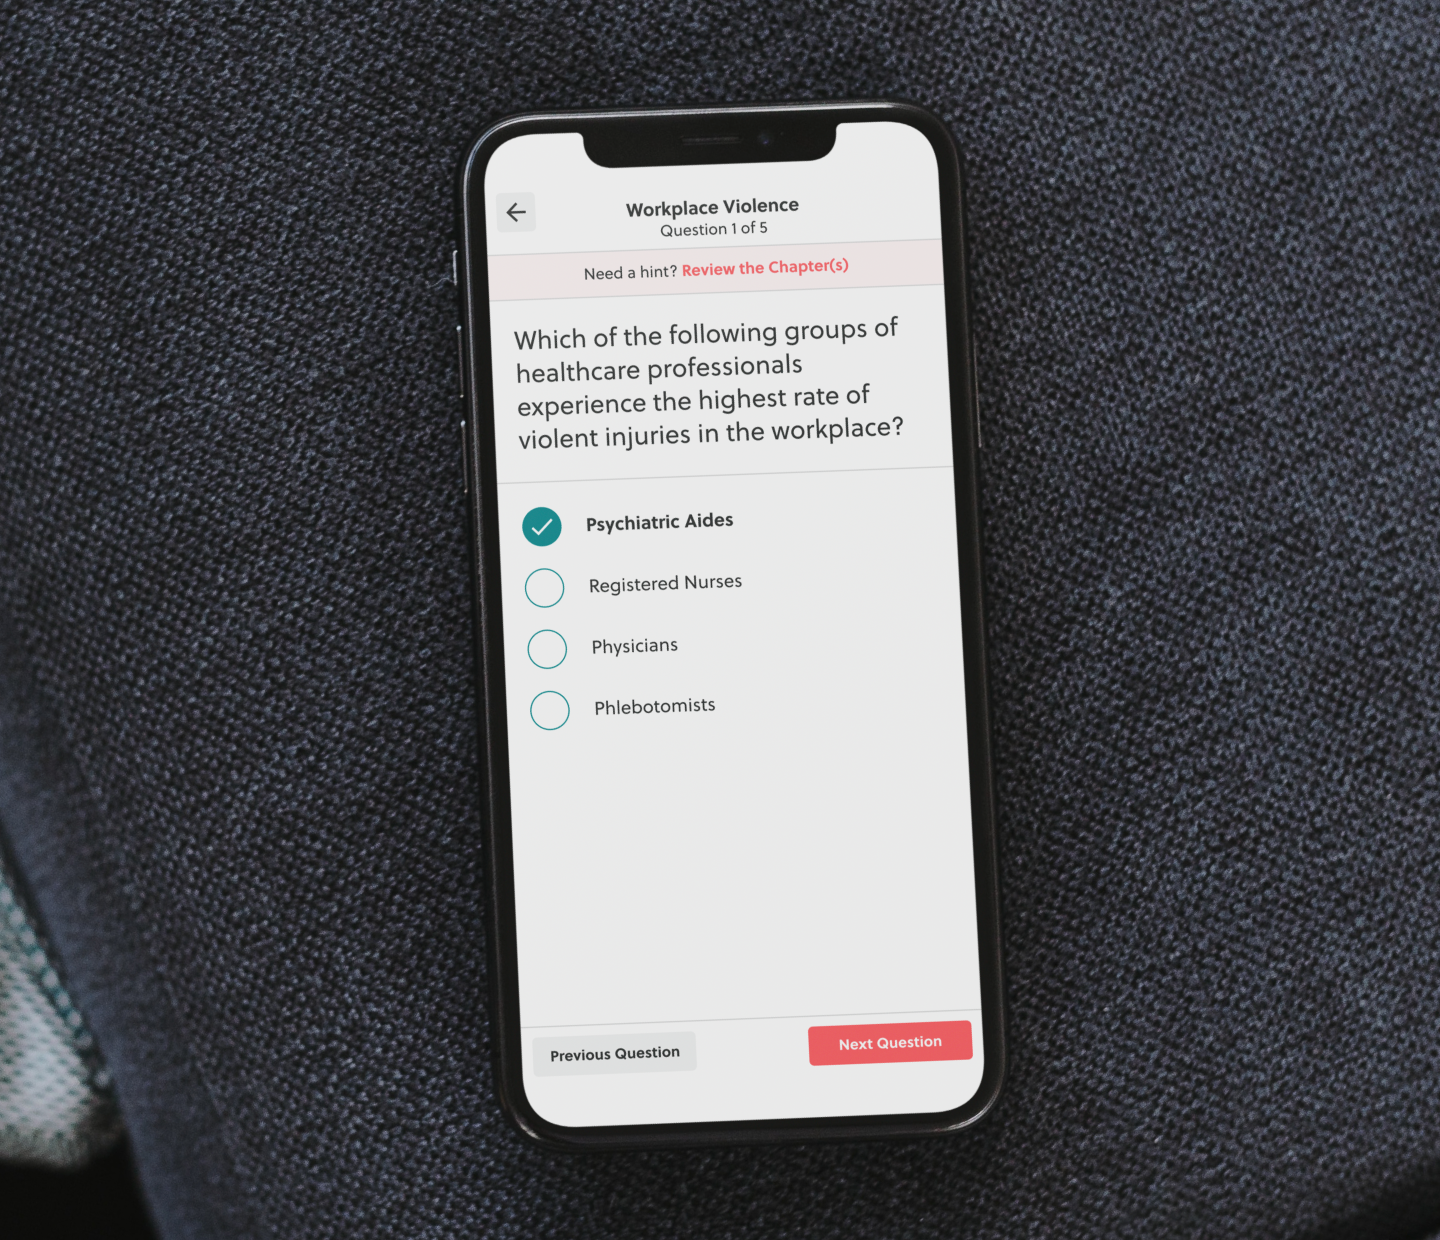 Workplace Violence
Question 1 of 5
Need a hint? Review the Chapter(s)
Which of the following groups of
healthcare professionals
experience the highest rate of
violent injuries in the workplace?
Psychiatric Aides
Registered Nurses
Physicians
Phlebotomists
Previous Question
Next Question